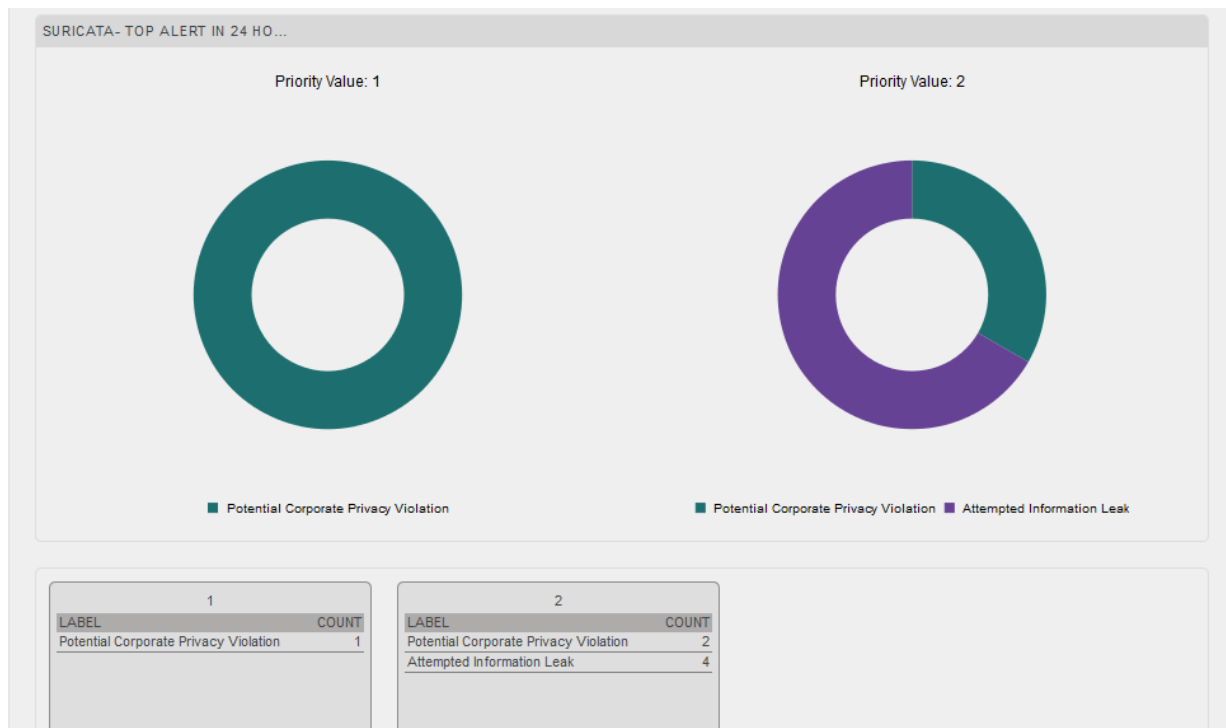 SURICATA- TOP ALERT IN 24 HO...
Priority Value: 1
Priority Value: 2
Potential Corporate Privacy Violation
Potential Corporate Privacy Violation Attempted Information Leak
1
LABEL COUNT
Potential Corporate Privacy Violation 1
2
LABEL COUNT
Potential Corporate Privacy Violation 2
Attempted Information Leak 4